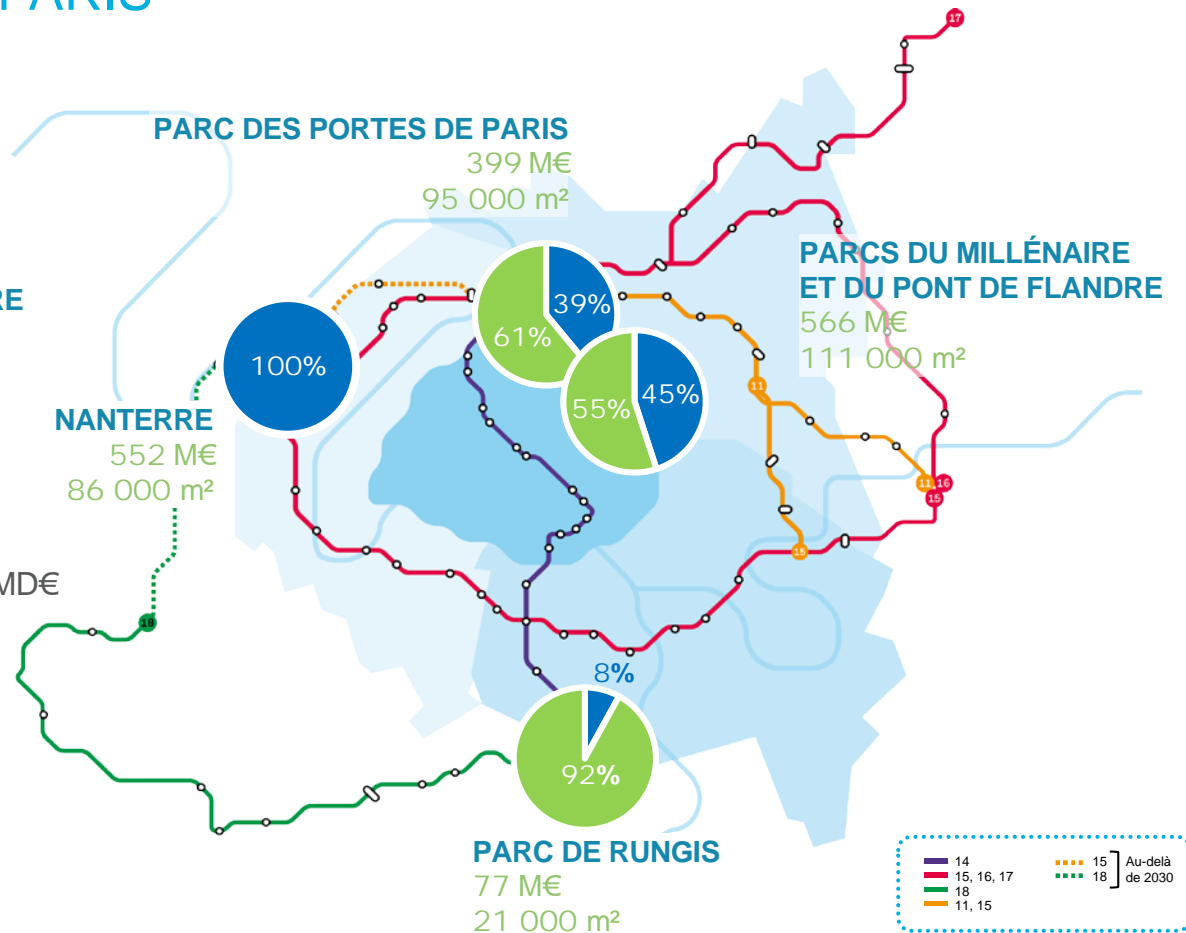 PARIS
17
PARC DES PORTES DE PARIS
399 M€
95 000 m²
PARCS DU MILLÉNAIRE
ET DU PONT DE FLANDRE
566 M€
111 000 m²
RE
39%
61%
100%
45%
55%
11
NANTERRE
552 M€
86 000 m²
11
16
15
15
MD€
18
8%
92%
PARC DE RUNGIS
77 M€
21 000 m²
14
15, 16, 17
18
11, 15
15
18
Au-delà
de 2030